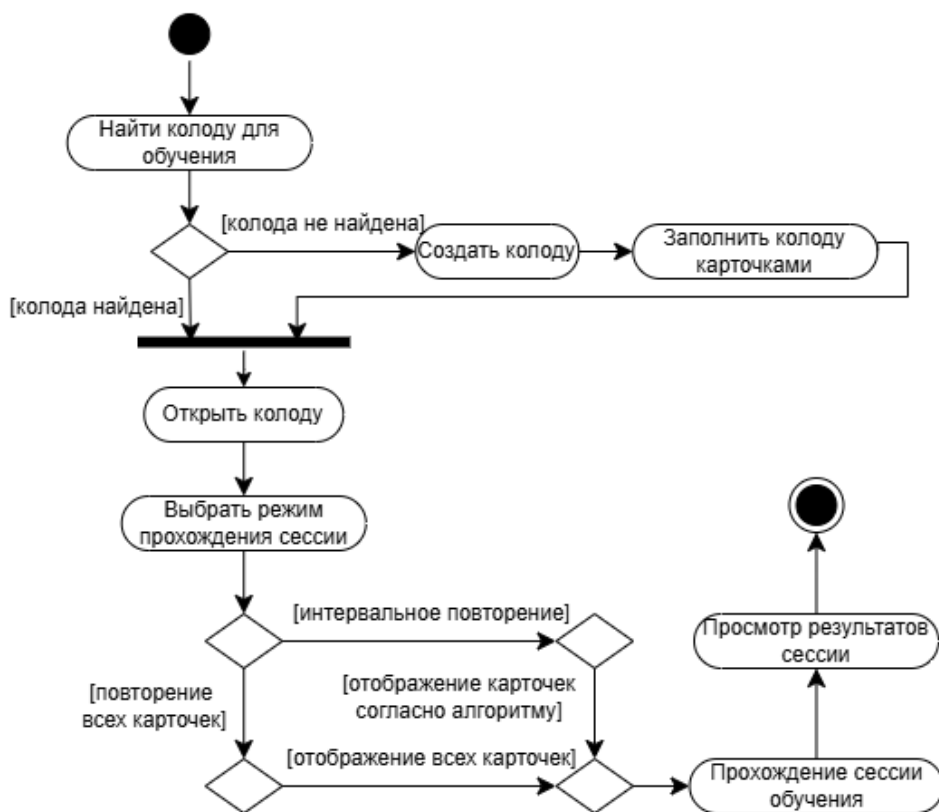 Найти колоду для
обучения
[колода не найдена]
Создать колоду
Заполнить колоду
карточками
[колода найдена]
Открыть колоду
Выбрать режим
прохождения сессии
[интервальное повторение]
[повторение
всех карточек]
[отображение карточек
согласно алгоритму]
[отображение всех карточек]
Прохождение сессии
обучения
Просмотр результатов
сессии